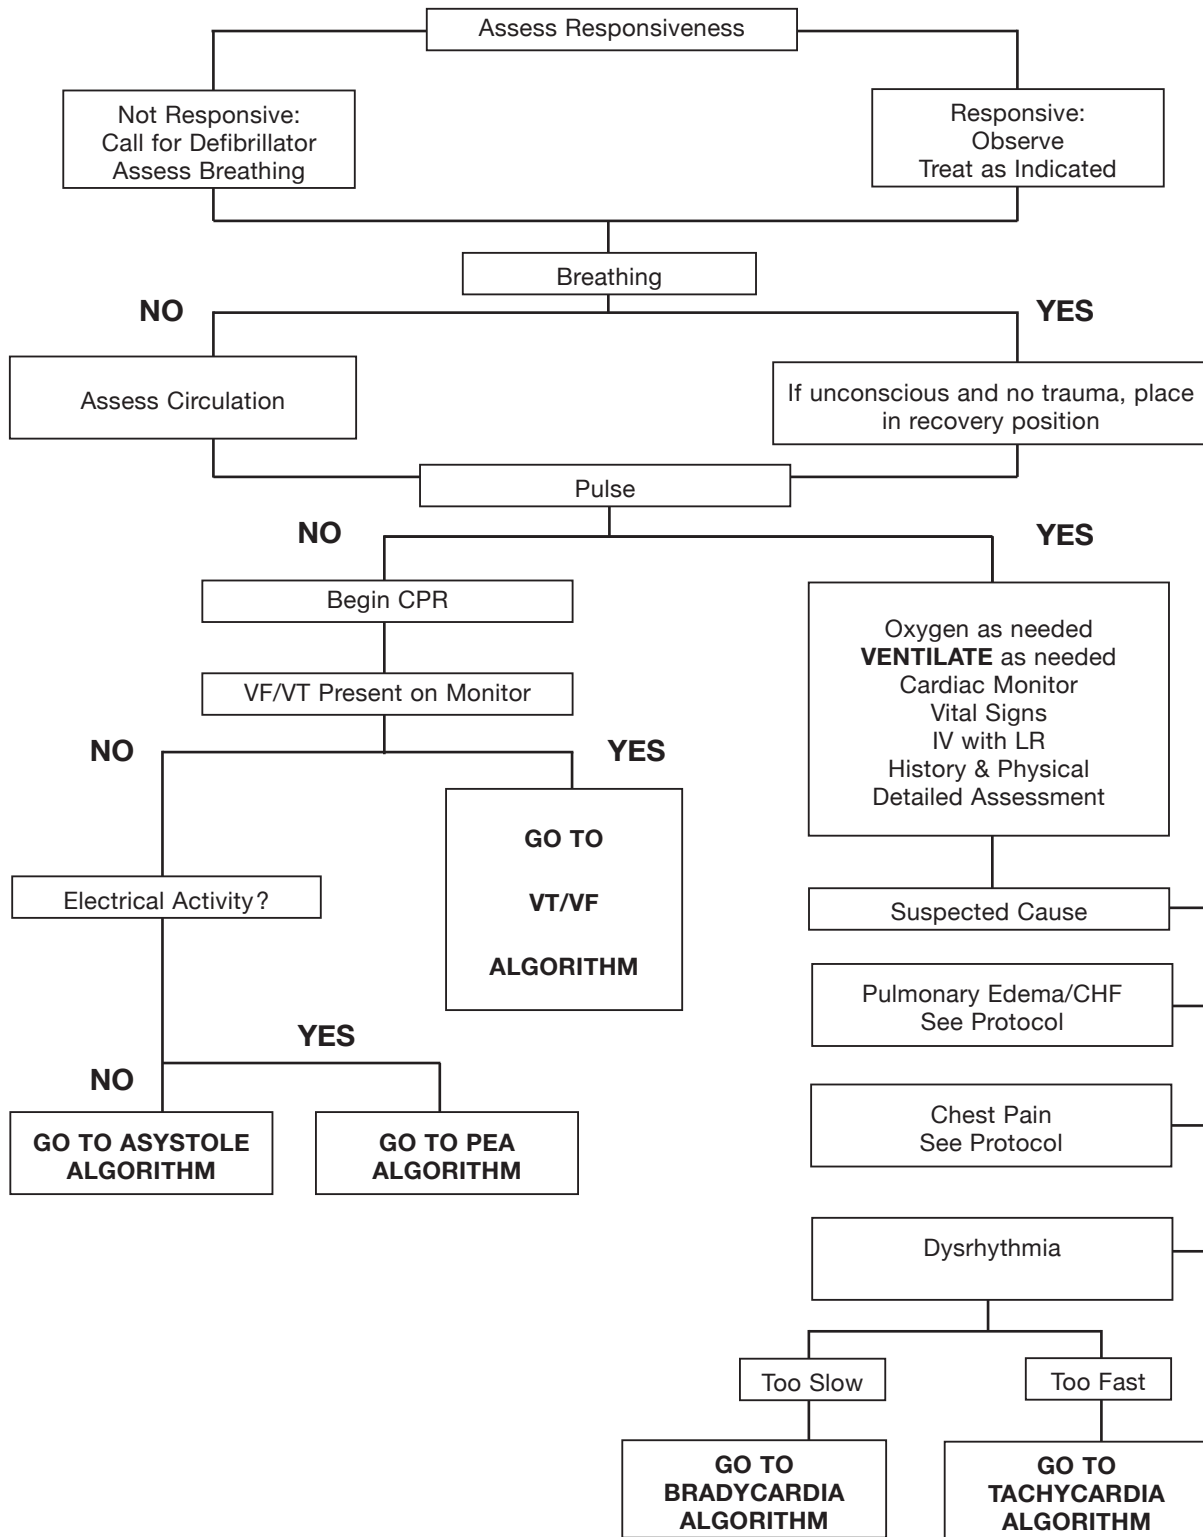 Assess Responsiveness
Not Responsive:
Call for Defibrillator
Assess Breathing
Responsive:
Observe
Treat as Indicated
Breathing
NO
YES
Assess Circulation
If unconscious and no trauma, place
in recovery position
Pulse
NO
YES
Begin CPR
VF/VT Present on Monitor
Oxygen as needed
VENTILATE as needed
Cardiac Monitor
Vital Signs
IV with LR
History & Physical
Detailed Assessment
NO
YES
GO TO
VT/VF
ALGORITHM
Electrical Activity?
Suspected Cause
Pulmonary Edema/CHF
See Protocol
YES
NO
GO TO ASYSTOLE
ALGORITHM
GO TO PEA
ALGORITHM
Chest Pain
See Protocol
Dysrhythmia
Too Slow
Too Fast
GO TO
BRADYCARDIA
ALGORITHM
GO TO
TACHYCARDIA
ALGORITHM